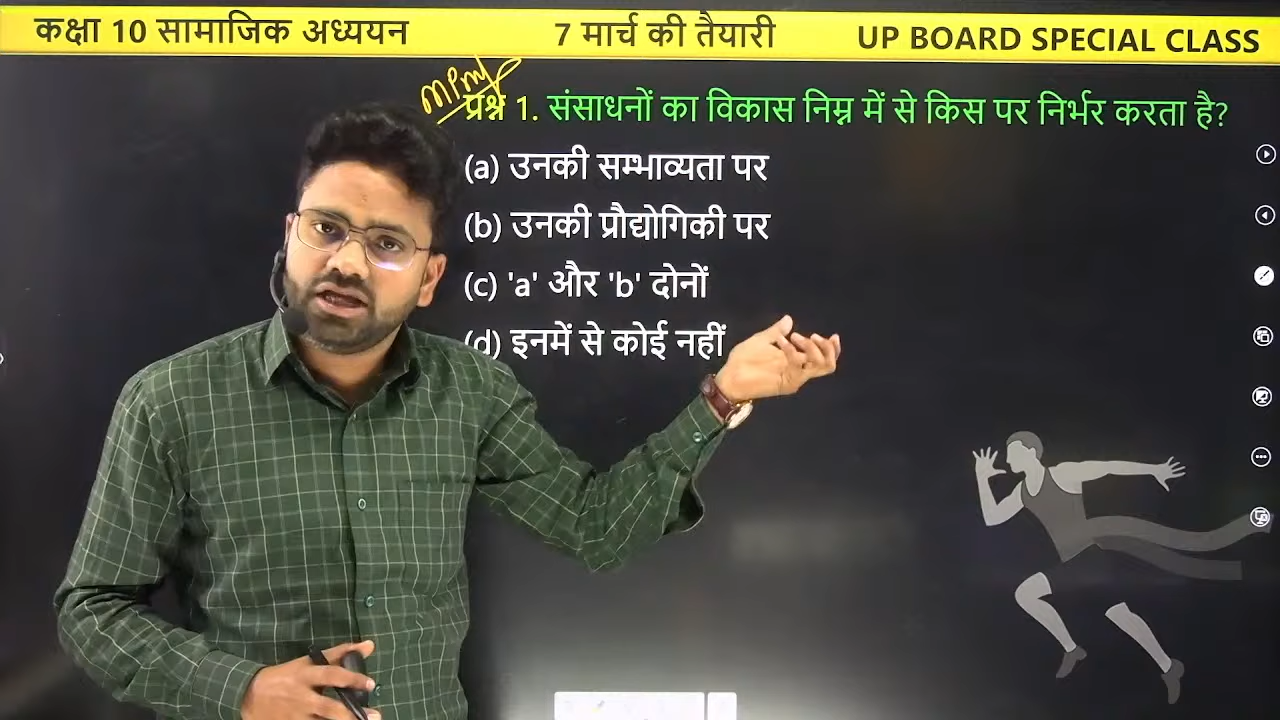 कक्षा 10 सामाजिक अध्ययन 7 मार्च की तैयारी UP BOARD SPECIAL CLASS
प्रश्न 1. संसाधनों का विकास निम्न में से किस पर निर्भर करता है?
(a) उनकी सम्भाव्यता पर
(b) उनकी प्रौद्योगिकी पर
(c) 'a' और 'b' दोनों
(d) इनमें से कोई नहीं